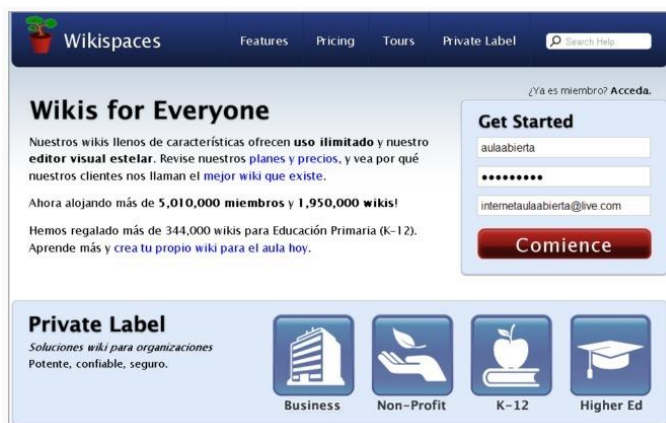 Wikispaces
Features Pricing Tours Private Label Search Help
¿Ya es miembro? Acceda.
Wikis for Everyone
Nuestros wikis llenos de características ofrecen uso ilimitado y nuestro
editor visual estelar. Revise nuestros planes y precios, y vea por qué
nuestros clientes nos llaman el mejor wiki que existe.
Ahora alojando más de 5,010,000 miembros y 1,950,000 wikis!
Hemos regalado más de 344,000 wikis para Educación Primaria (K-12).
Aprende más y crea tu propio wiki para el aula hoy.
Get Started
aulaabierta
•••••••••
internetaulaabierta@live.com
Comience
Private Label
Soluciones wiki para organizaciones
Potente, confiable, seguro.
Business Non-Profit K-12 Higher Ed